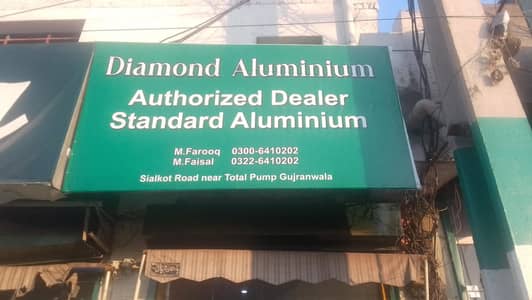 Diamond Aluminium
Authorized Dealer
Standard Aluminium
M.Farooq 0300-6410202
M.Faisal 0322-6410202
Sialkot Road near Total Pump Gujranwala